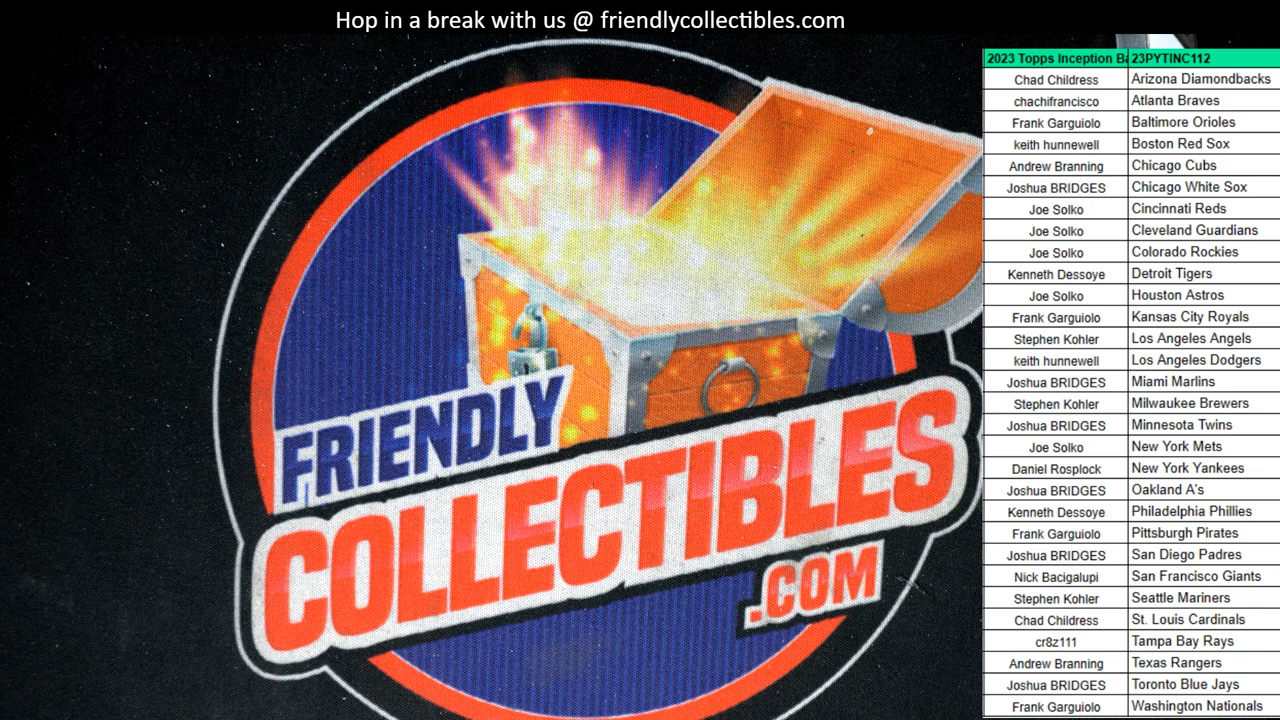 Hop in a break with us @ friendlycollectibles.com
FRIENDLY
COLLECTIBLES
.COM
2023 Topps Inception Ba 23PYTINC112
Chad Childress Arizona Diamondbacks
chachifrancisco Atlanta Braves
Frank Garguiolo Baltimore Orioles
keith hunnewell Boston Red Sox
Andrew Branning Chicago Cubs
Joshua BRIDGES Chicago White Sox
Joe Solko Cincinnati Reds
Joe Solko Cleveland Guardians
Joe Solko Colorado Rockies
Kenneth Dessoye Detroit Tigers
Joe Solko Houston Astros
Frank Garguiolo Kansas City Royals
Stephen Kohler Los Angeles Angels
keith hunnewell Los Angeles Dodgers
Joshua BRIDGES Miami Marlins
Stephen Kohler Milwaukee Brewers
Joshua BRIDGES Minnesota Twins
Joe Solko New York Mets
Daniel Rosplock New York Yankees
Joshua BRIDGES Oakland A's
Kenneth Dessoye Philadelphia Phillies
Frank Garguiolo Pittsburgh Pirates
Joshua BRIDGES San Diego Padres
Nick Bacigalupi San Francisco Giants
Stephen Kohler Seattle Mariners
Chad Childress St. Louis Cardinals
cr8z111 Tampa Bay Rays
Andrew Branning Texas Rangers
Joshua BRIDGES Toronto Blue Jays
Frank Garguiolo Washington Nationals